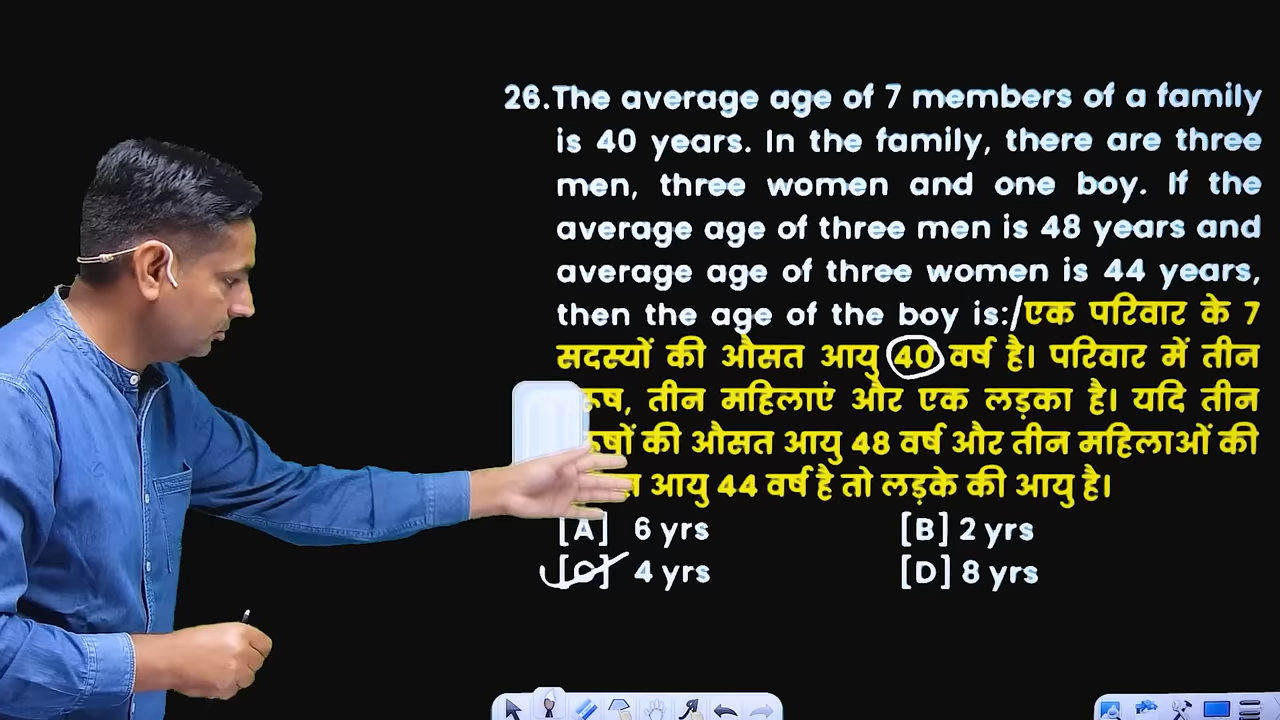 26.The average age of 7 members of a family
is 40 years. In the family, there are three
men, three women and one boy. If the
average age of three men is 48 years and
average age of three women is 44 years,
then the age of the boy is:/एक परिवार के 7
सदस्यों की औसत आयु 40 वर्ष है। परिवार में तीन
तीन महिलाएं और एक लड़का है। यदि तीन
की औसत आयु 48 वर्ष और तीन महिलाओं की
आयु 44 वर्ष है तो लड़के की आयु है।
[A] 6 yrs [B] 2 yrs
[C] 4 yrs [D] 8 yrs